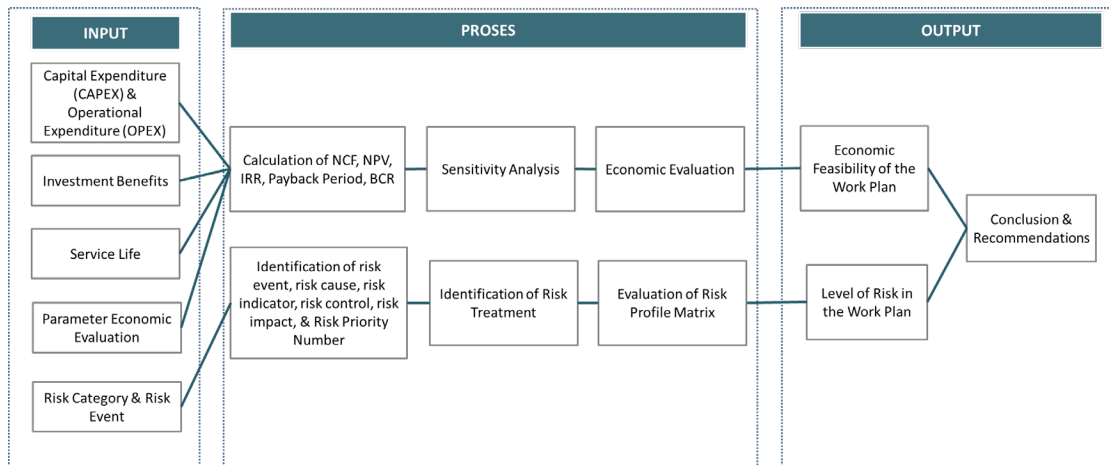 INPUT
PROSES
OUTPUT
Capital Expenditure
(CAPEX) &
Operational
Expenditure (OPEX)
Investment Benefits
Service Life
Parameter Economic
Evaluation
Risk Category & Risk
Event
Calculation of NCF, NPV,
IRR, Payback Period, BCR
Sensitivity Analysis
Economic Evaluation
Identification of risk
event, risk cause, risk
indicator, risk control, risk
impact, & Risk Priority
Number
Identification of Risk
Treatment
Evaluation of Risk
Profile Matrix
Economic
Feasibility of the
Work Plan
Level of Risk in
the Work Plan
Conclusion &
Recommendations